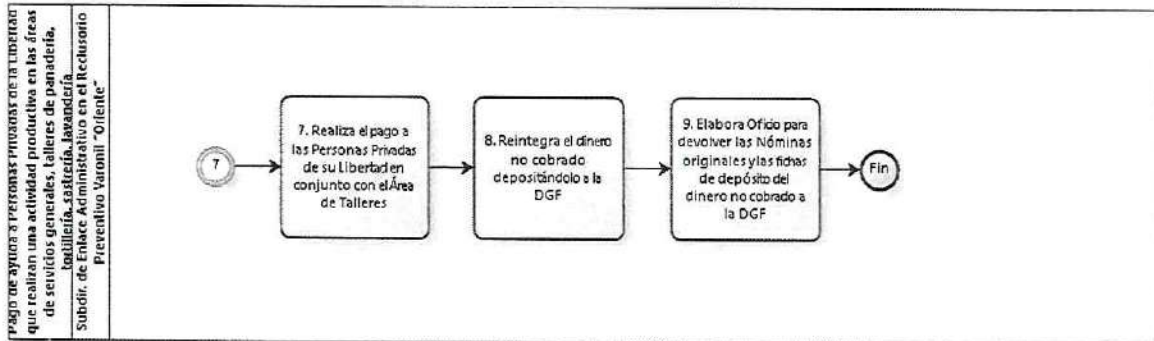 Pago de ayuda a Personas Privadas de la Libertad
que realizan una actividad productiva en las áreas
de servicios generales, talleres de panadería,
tortillería, sastrería, lavandería
Subdir. de Enlace Administrativo en el Reclusorio
Preventivo Varonil "Oriente"
7
7. Realiza el pago a
las Personas Privadas
de su Libertad en
conjunto con el Área
de Talleres
8. Reintegra el dinero
no cobrado
depositándolo a la
DGF
9. Elabora Oficio para
devolver las Nóminas
originales y las fichas
de depósito del
dinero no cobrado a
la DGF
Fin